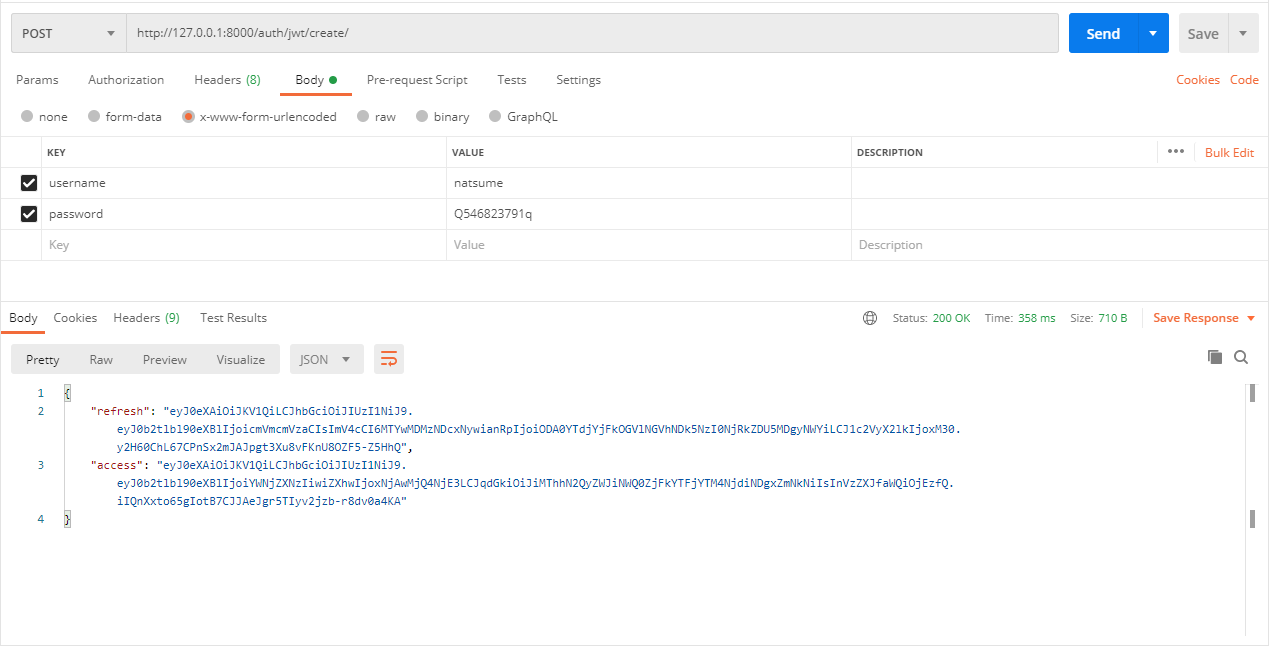 POST http://127.0.0.1:8000/auth/jwt/create/ Send Save
Params Authorization Headers (8) Body Pre-request Script Tests Settings Cookies Code
none form-data x-www-form-urlencoded raw binary GraphQL
KEY VALUE DESCRIPTION ••• Bulk Edit
username natsume
password Q546823791q
Key Value Description
Body Cookies Headers (9) Test Results Status: 200 OK Time: 358 ms Size: 710 B Save Response
Pretty Raw Preview Visualize JSON
1 {
2 "refresh": "eyJ0eXAiOiJKV1QiLCJhbGciOiJIUzI1NiJ9.
eyJ0b2tlbl90eXBlIjoicmVmcmVzaCIsImV4cCI6MTYwMDMzNDcxNywianRpIjoiODA0YTdjYjFkOGVlNGVhNDk5NzI0NjRkZDU5MDgyNWYiLCJ1c2VyX2lkIjoxM30.
y2H60ChL67CPnSx2mJAJpgt3Xu8vFKnU8OZF5-Z5HhQ",
3 "access": "eyJ0eXAiOiJKV1QiLCJhbGciOiJIUzI1NiJ9.
eyJ0b2tlbl90eXBlIjoiYWNjZXNzIiwiZXhwIjoxNjAwMjQ4NjE3LCJqdGkiOiJiMThhN2QyZWJiNWQ0ZjFkYTFjYTM4NjdiNDgxZmNkNiIsInVzZXJfaWQiOjEzfQ.
iIQnXxto65gIotB7CJJAeJgr5TIyv2jzb-r8dv0a4KA"
4 }